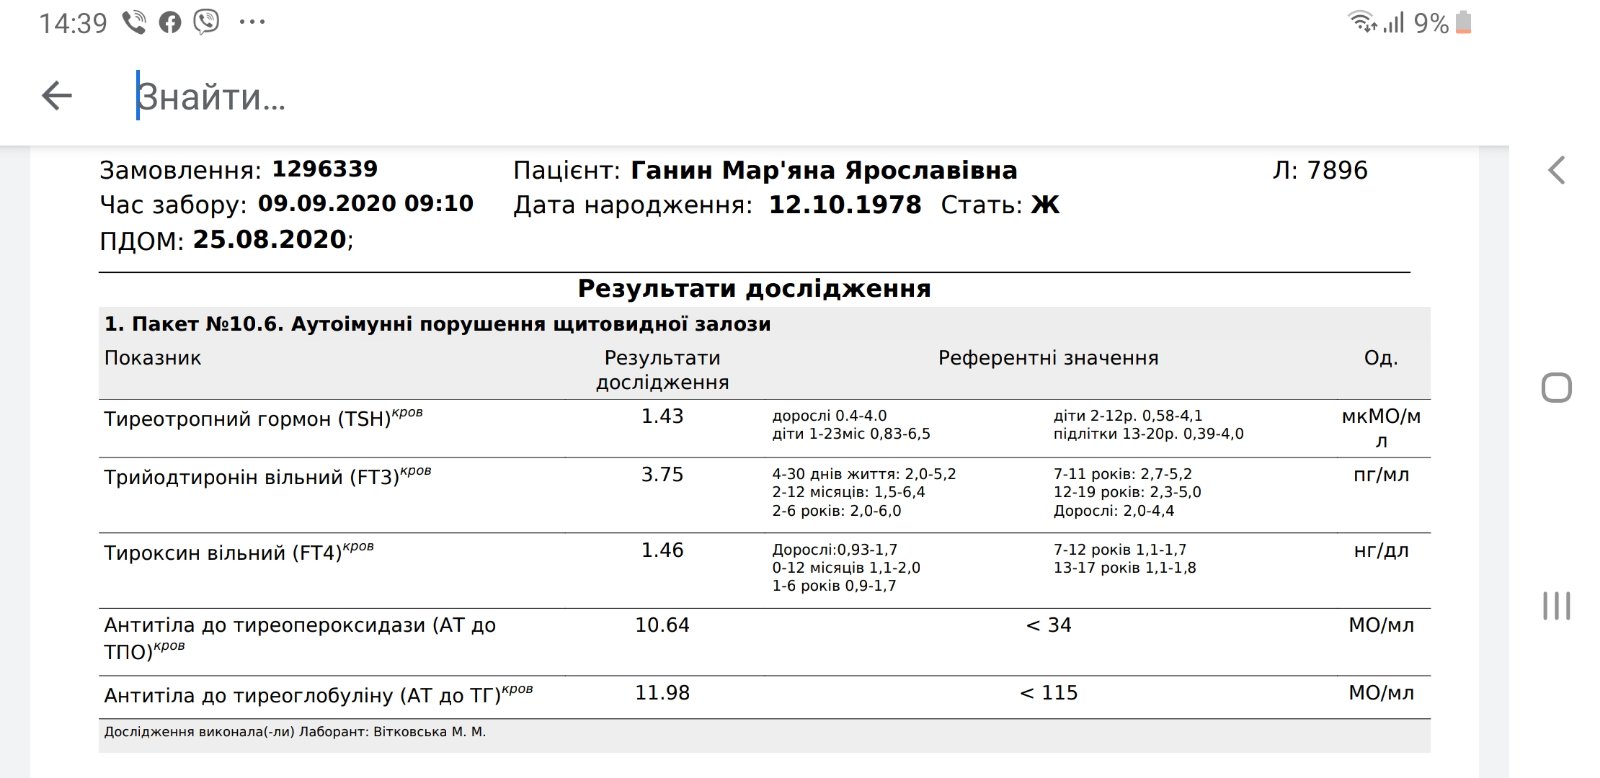 14:39 ... 9%
Знайти...
Замовлення: 1296339 Пацієнт: Ганин Мар'яна Ярославівна Л: 7896
Час забору: 09.09.2020 09:10 Дата народження: 12.10.1978 Стать: Ж
ПДОМ: 25.08.2020;
Результати дослідження
1. Пакет №10.6. Аутоімунні порушення щитовидної залози
Показник Результати дослідження Референтні значення Од.
Тиреотропний гормон (TSH)кров 1.43 дорослі 0.4-4.0 діти 2-12р. 0,58-4,1 мкМО/м
діти 1-23міс 0,83-6,5 підлітки 13-20р. 0,39-4,0 л
Трийодтиронін вільний (FT3)кров 3.75 4-30 днів життя: 2,0-5,2 7-11 років: 2,7-5,2 пг/мл
2-12 місяців: 1,5-6,4 12-19 років: 2,3-5,0
2-6 років: 2,0-6,0 Дорослі: 2,0-4,4
Тироксин вільний (FT4)кров 1.46 Дорослі:0,93-1,7 7-12 років 1,1-1,7 нг/дл
0-12 місяців 1,1-2,0 13-17 років 1,1-1,8
1-6 років 0,9-1,7
Антитіла до тиреопероксидази (АТ до 10.64 < 34 МО/мл
ТПО)кров
Антитіла до тиреоглобуліну (АТ до ТГ)кров 11.98 < 115 МО/мл
Дослідження виконала(-ли) Лаборант: Вітковська М. М.